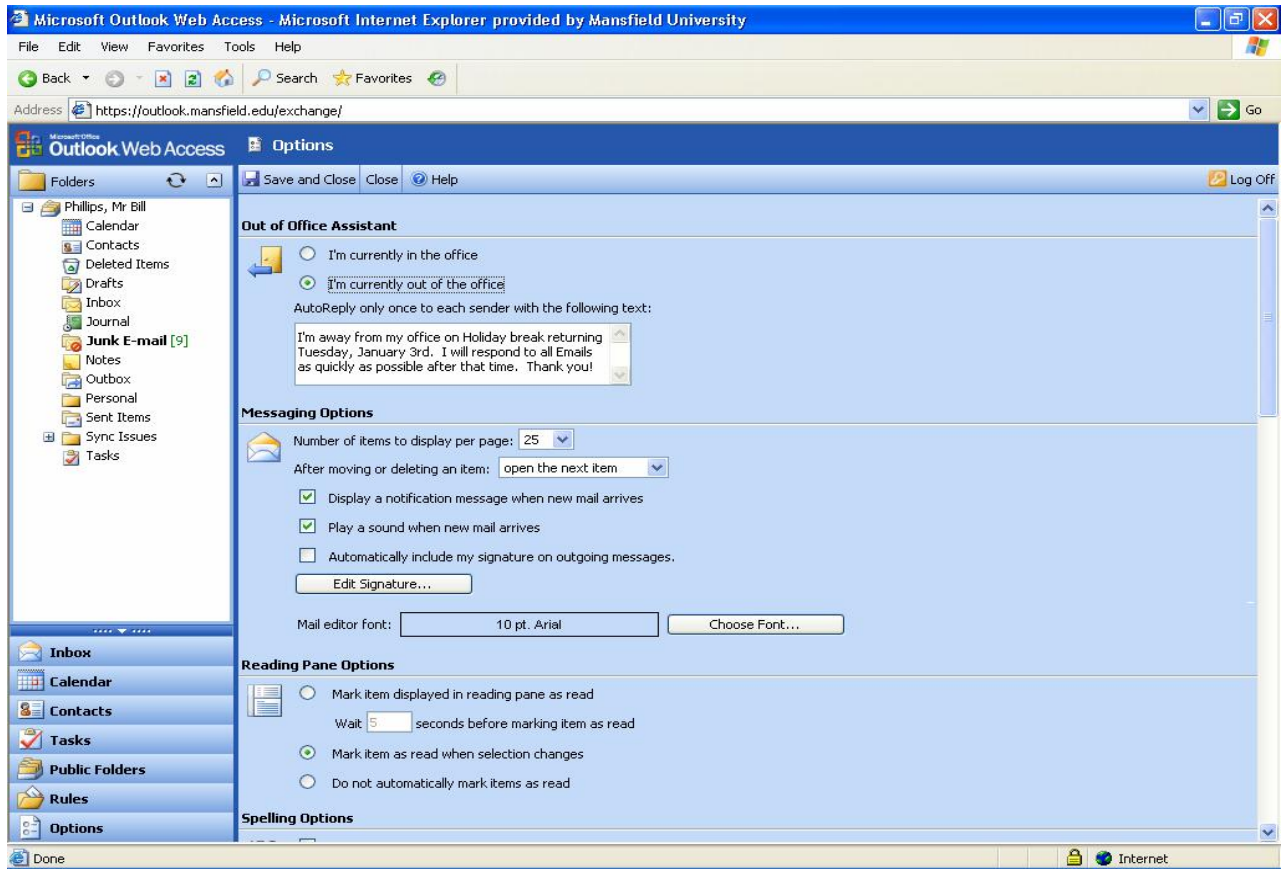 Microsoft Outlook Web Access - Microsoft Internet Explorer provided by Mansfield University
File Edit View Favorites Tools Help
Back Search Favorites
Address https://outlook.mansfield.edu/exchange/ Go
Microsoft Office
Outlook Web Access Options
Folders Save and Close Close Help Log Off
Phillips, Mr Bill
Calendar
Contacts
Deleted Items
Drafts
Inbox
Journal
Junk E-mail [9]
Notes
Outbox
Personal
Sent Items
Sync Issues
Tasks
Inbox
Calendar
Contacts
Tasks
Public Folders
Rules
Options
Out of Office Assistant
I'm currently in the office
I'm currently out of the office
AutoReply only once to each sender with the following text:
I'm away from my office on Holiday break returning
Tuesday, January 3rd. I will respond to all Emails
as quickly as possible after that time. Thank you!
Messaging Options
Number of items to display per page: 25
After moving or deleting an item: open the next item
Display a notification message when new mail arrives
Play a sound when new mail arrives
Automatically include my signature on outgoing messages.
Edit Signature...
Mail editor font: 10 pt. Arial Choose Font...
Reading Pane Options
Mark item displayed in reading pane as read
Wait 5 seconds before marking item as read
Mark item as read when selection changes
Do not automatically mark items as read
Spelling Options
Done Internet